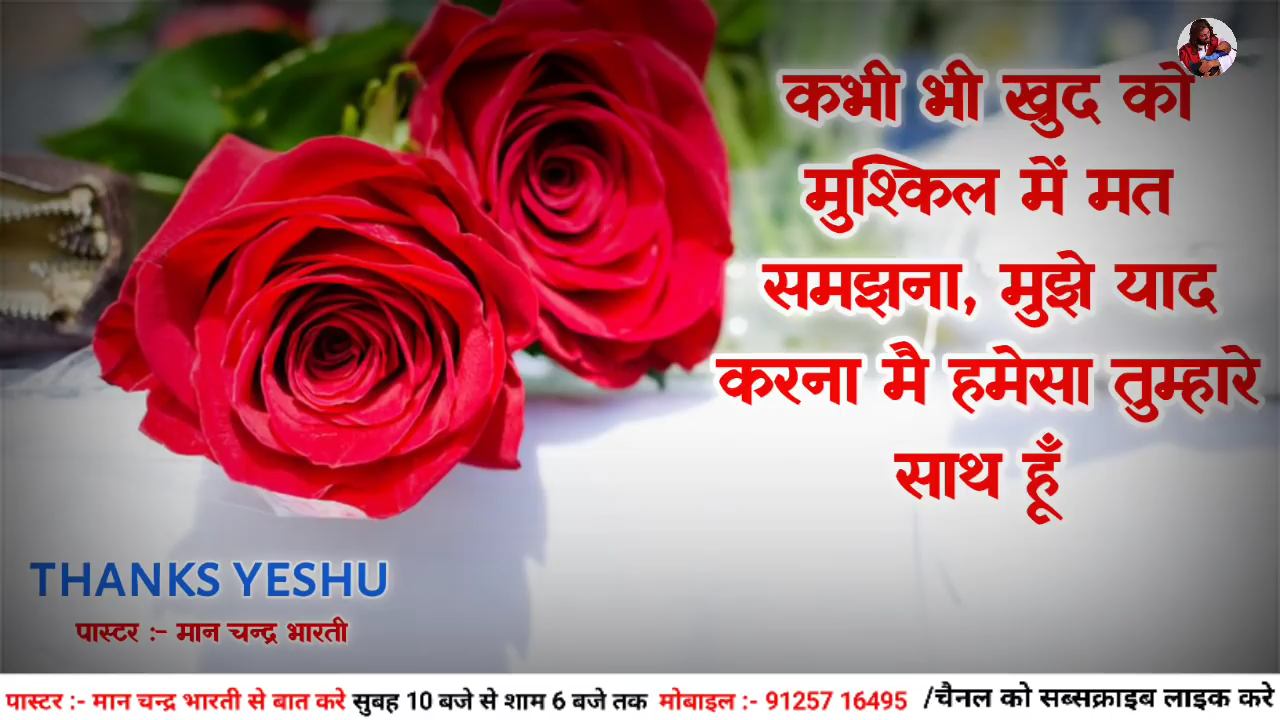 कभी भी खुद को
मुश्किल में मत
समझना, मुझे याद
करना मै हमेसा तुम्हारे
साथ हूँ
THANKS YESHU
पास्टर :- मान चन्द्र भारती
पास्टर :- मान चन्द्र भारती से बात करे सुबह 10 बजे से शाम 6 बजे तक मोबाइल :- 91257 16495 /चैनल को सब्सक्राइब लाइक करे